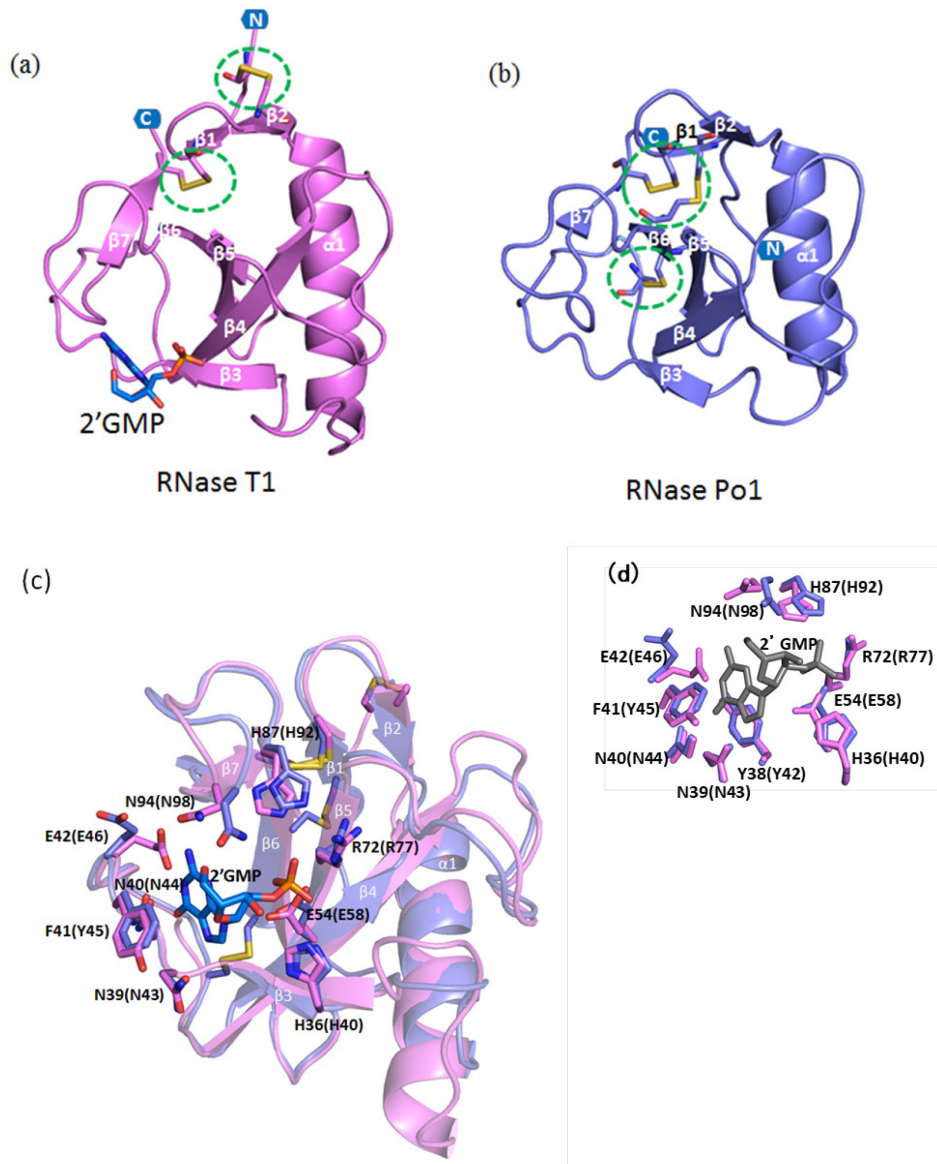 (a)
N
C
β1
β2
β7
β6
β5
α1
β4
β3
2'GMP
RNase T1
(b)
C
β1
β2
β7
β6
β5
N
α1
β4
β3
RNase Po1
(c)
H87(H92)
β2
β7
β1
N94(N98)
β5
E42(E46)
β6
R72(R77)
α1
N40(N44)
2'GMP
β4
F41(Y45)
E54(E58)
N39(N43)
β3
H36(H40)
(d)
H87(H92)
N94(N98)
2' GMP
E42(E46)
R72(R77)
E54(E58)
F41(Y45)
N40(N44)
H36(H40)
Y38(Y42)
N39(N43)